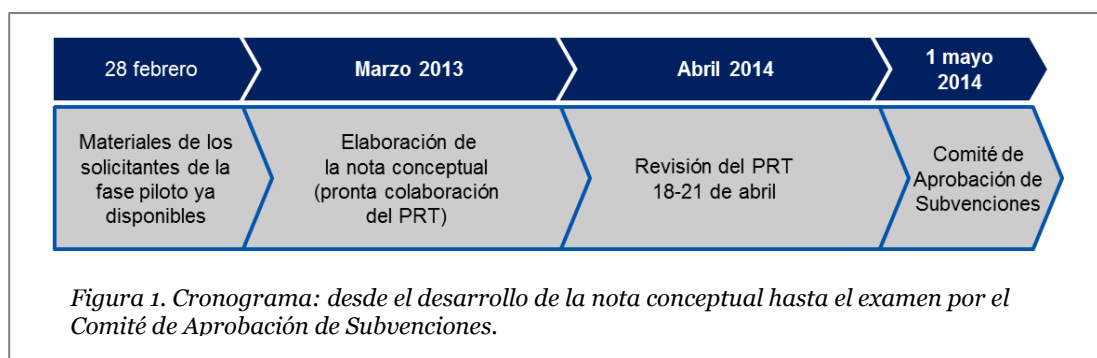 28 febrero
Marzo 2013
Abril 2014
1 mayo
2014
Materiales de los
solicitantes de la
fase piloto ya
disponibles
Elaboración de
la nota conceptual
(pronta colaboración
del PRT)
Revisión del PRT
18-21 de abril
Comité de
Aprobación de
Subvenciones
Figura 1. Cronograma: desde el desarrollo de la nota conceptual hasta el examen por el
Comité de Aprobación de Subvenciones.